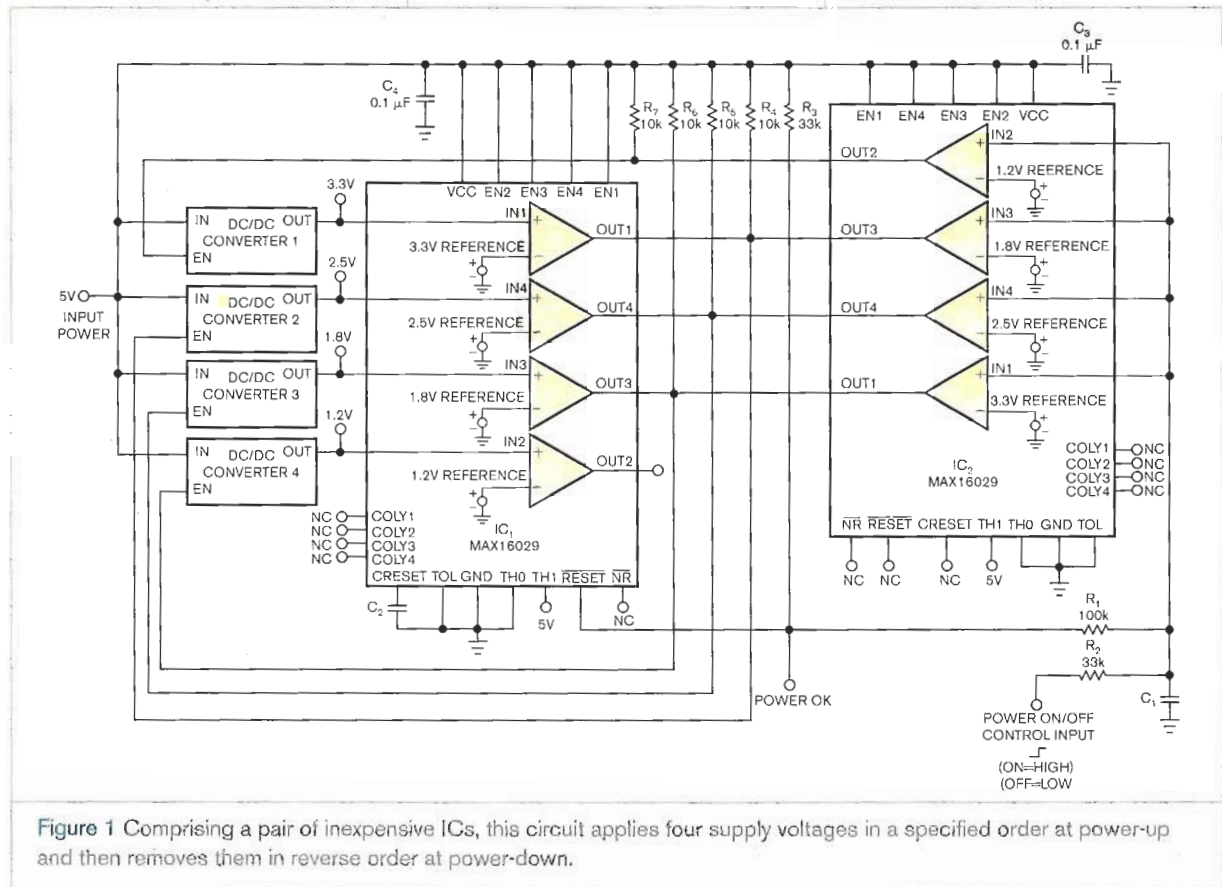 C₃
0.1 µF
C₄
0.1 µF
R₇
10k
R₆
10k
R₅
10k
R₄
10k
R₃
33k
EN1 EN4 EN3 EN2 VCC
IN2
OUT2
1.2V REERENCE
IN3
OUT3
1.8V REFERENCE
IN4
OUT4
2.5V REFERENCE
IN1
OUT1
3.3V REFERENCE
COLY1 NC
COLY2 NC
COLY3 NC
COLY4 NC
IC₂
MAX16029
NR RESET CRESET TH1 TH0 GND TOL
NC NC NC 5V
VCC EN2 EN3 EN4 EN1
3.3V
IN DC/DC OUT
CONVERTER 1
EN
IN1
OUT1
3.3V REFERENCE
2.5V
IN DC/DC OUT
CONVERTER 2
EN
IN4
OUT4
2.5V REFERENCE
5V
INPUT
POWER
1.8V
IN DC/DC OUT
CONVERTER 3
EN
IN3
OUT3
1.8V REFERENCE
1.2V
IN DC/DC OUT
CONVERTER 4
EN
IN2
OUT2
1.2V REFERENCE
NC COLY1
NC COLY2
NC COLY3
NC COLY4
IC₁
MAX16029
CRESET TOL GND TH0 TH1 RESET NR
C₂
5V
NC
R₁
100k
R₂
33k
C₁
POWER OK
POWER ON/OFF
CONTROL INPUT
(ON=HIGH)
(OFF=LOW
Figure 1 Comprising a pair of inexpensive ICs, this circuit applies four supply voltages in a specified order at power-up
and then removes them in reverse order at power-down.